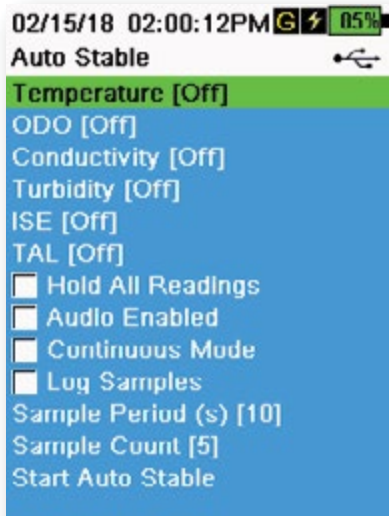 02/15/18 02:00:12PM G 85%
Auto Stable
Temperature [Off]
ODO [Off]
Conductivity [Off]
Turbidity [Off]
ISE [Off]
TAL [Off]
Hold All Readings
Audio Enabled
Continuous Mode
Log Samples
Sample Period (s) [10]
Sample Count [5]
Start Auto Stable